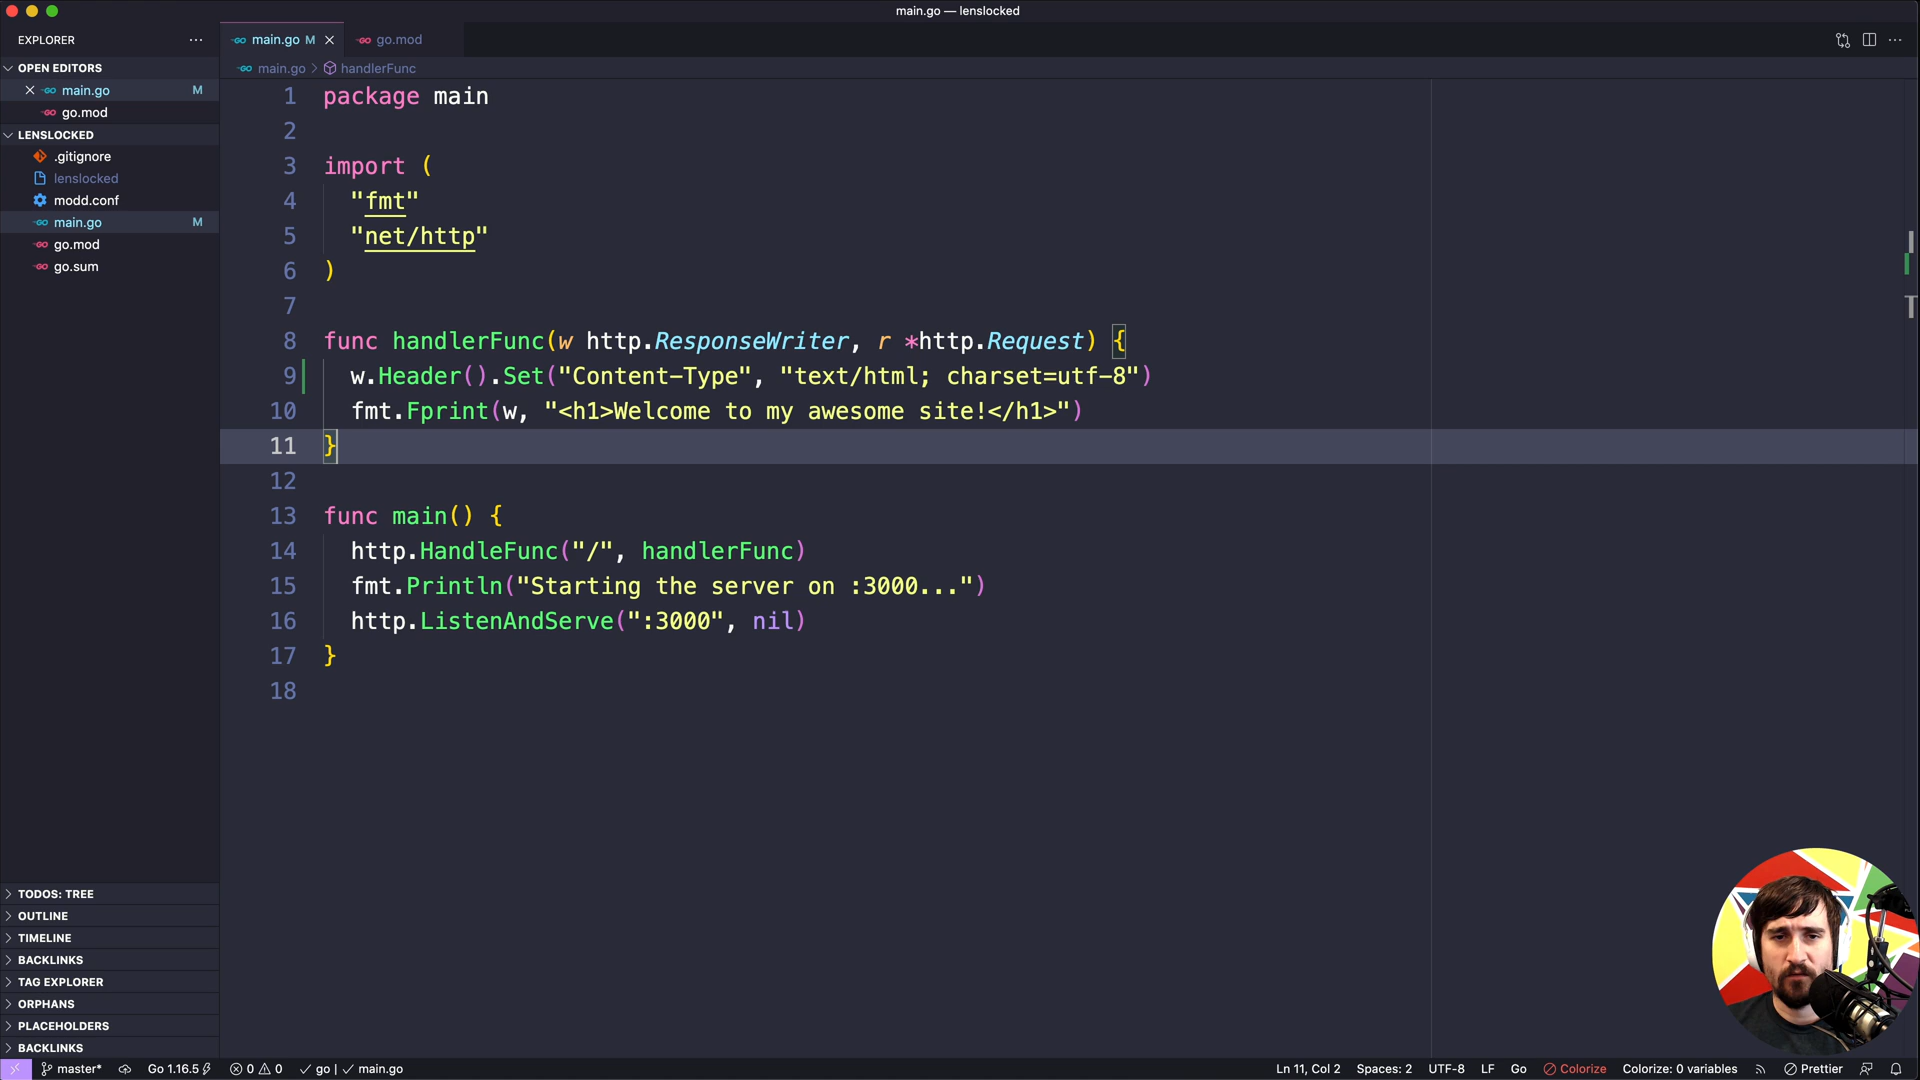 main.go — lenslocked
EXPLORER
main.go M
go.mod
OPEN EDITORS
main.go > handlerFunc
main.go M
go.mod
LENSLOCKED
.gitignore
lenslocked
modd.conf
main.go M
go.mod
go.sum
1 package main
2
3 import (
4 "fmt"
5 "net/http"
6 )
7
8 func handlerFunc(w http.ResponseWriter, r *http.Request) {
9 w.Header().Set("Content-Type", "text/html; charset=utf-8")
10 fmt.Fprint(w, "<h1>Welcome to my awesome site!</h1>")
11 }
12
13 func main() {
14 http.HandleFunc("/", handlerFunc)
15 fmt.Println("Starting the server on :3000...")
16 http.ListenAndServe(":3000", nil)
17 }
18
TODOS: TREE
OUTLINE
TIMELINE
BACKLINKS
TAG EXPLORER
ORPHANS
PLACEHOLDERS
BACKLINKS
master* Go 1.16.5 0 0 go | main.go Ln 11, Col 2 Spaces: 2 UTF-8 LF Go Colorize Colorize: 0 variables Prettier